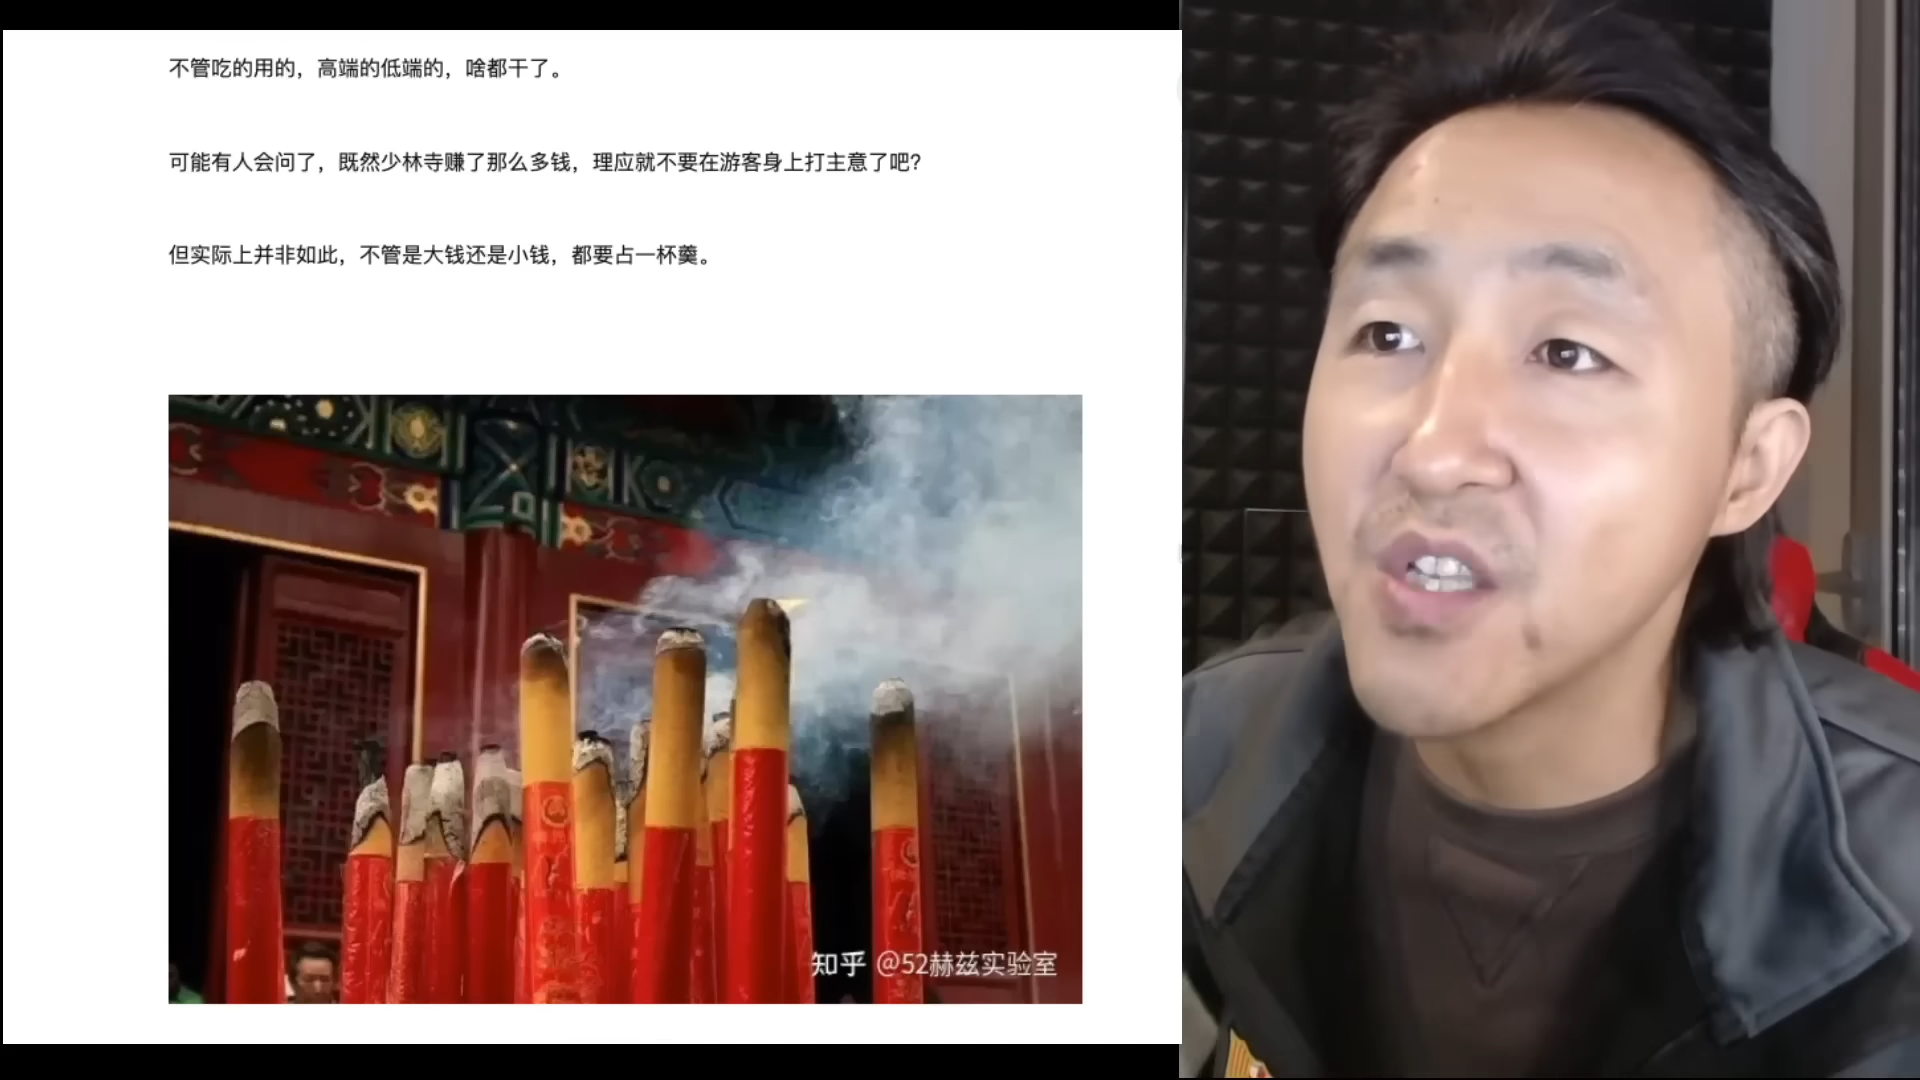 不管吃的用的，高端的低端的，啥都干了。
可能有人会问了，既然少林寺赚了那么多钱，理应就不要在游客身上打主意了吧？
但实际上并非如此，不管是大钱还是小钱，都要占一杯羹。
知乎 @52赫兹实验室